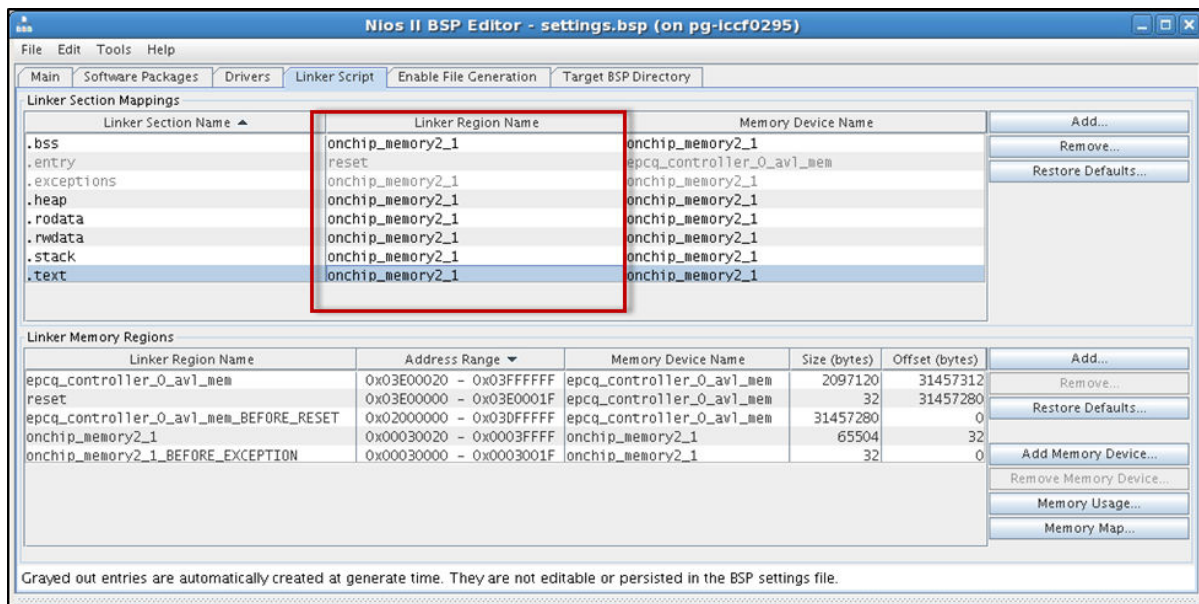 Nios II BSP Editor - settings.bsp (on pg-iccf0295)
File Edit Tools Help
Main Software Packages Drivers Linker Script Enable File Generation Target BSP Directory
Linker Section Mappings
Linker Section Name Linker Region Name Memory Device Name Add...
.bss onchip_memory2_1 onchip_memory2_1 Remove...
.entry reset epcq_controller_0_avl_mem
Restore Defaults...
.exceptions onchip_memory2_1 onchip_memory2_1
.heap onchip_memory2_1 onchip_memory2_1
.rodata onchip_memory2_1 onchip_memory2_1
.rwdata onchip_memory2_1 onchip_memory2_1
.stack onchip_memory2_1 onchip_memory2_1
.text onchip_memory2_1 onchip_memory2_1
Linker Memory Regions
Linker Region Name Address Range Memory Device Name Size (bytes) Offset (bytes) Add...
epcq_controller_0_avl_mem 0x03E00020 - 0x03FFFFFF epcq_controller_0_avl_mem 2097120 31457312 Remove...
reset 0x03E00000 - 0x03E0001F epcq_controller_0_avl_mem 32 31457280
Restore Defaults...
epcq_controller_0_avl_mem_BEFORE_RESET 0x02000000 - 0x03DFFFFF epcq_controller_0_avl_mem 31457280 0
onchip_memory2_1 0x00030020 - 0x0003FFFF onchip_memory2_1 65504 32
onchip_memory2_1_BEFORE_EXCEPTION 0x00030000 - 0x0003001F onchip_memory2_1 32 0
Add Memory Device...
Remove Memory Device...
Memory Usage...
Memory Map...
Grayed out entries are automatically created at generate time. They are not editable or persisted in the BSP settings file.